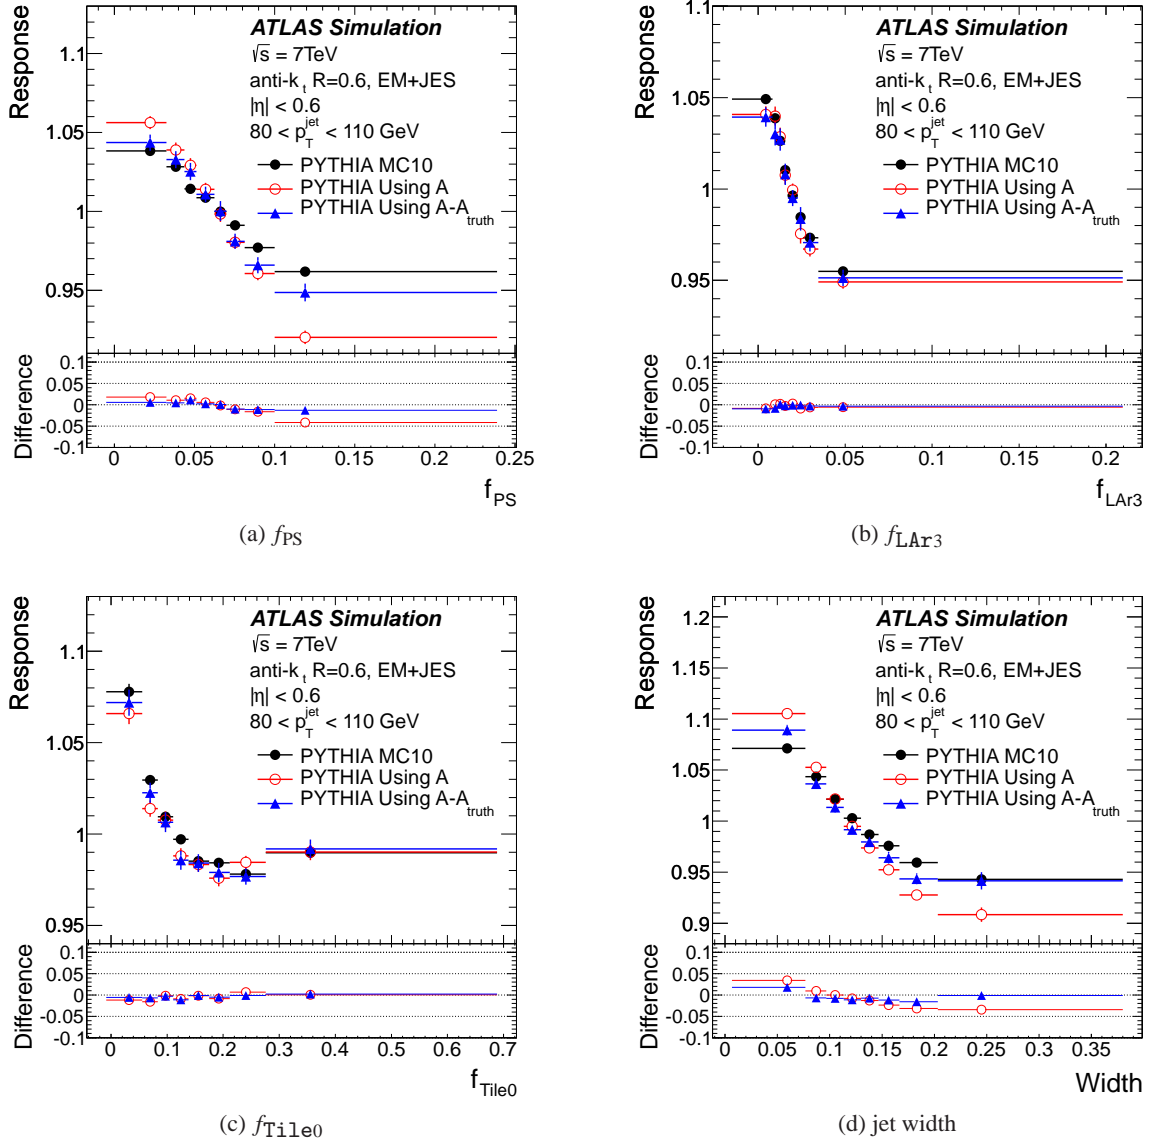 Response
1.1
1.05
1
0.95
ATLAS Simulation
√s = 7TeV
anti-k_t R=0.6, EM+JES
|η| < 0.6
80 < p_T^jet < 110 GeV
PYTHIA MC10
PYTHIA Using A
PYTHIA Using A-A_truth
Difference
0.1
0.05
0
-0.05
-0.1
0 0.05 0.1 0.15 0.2 0.25
f_PS
(a) f_PS
Response
1.1
1.05
1
0.95
ATLAS Simulation
√s = 7TeV
anti-k_t R=0.6, EM+JES
|η| < 0.6
80 < p_T^jet < 110 GeV
PYTHIA MC10
PYTHIA Using A
PYTHIA Using A-A_truth
Difference
0.1
0.05
0
-0.05
-0.1
0 0.05 0.1 0.15 0.2
f_LAr3
(b) f_LAr3
Response
1.1
1.05
1
0.95
ATLAS Simulation
√s = 7TeV
anti-k_t R=0.6, EM+JES
|η| < 0.6
80 < p_T^jet < 110 GeV
PYTHIA MC10
PYTHIA Using A
PYTHIA Using A-A_truth
Difference
0.1
0.05
0
-0.05
-0.1
0 0.1 0.2 0.3 0.4 0.5 0.6 0.7
f_Tile0
(c) f_Tile0
Response
1.2
1.15
1.1
1.05
1
0.95
0.9
ATLAS Simulation
√s = 7TeV
anti-k_t R=0.6, EM+JES
|η| < 0.6
80 < p_T^jet < 110 GeV
PYTHIA MC10
PYTHIA Using A
PYTHIA Using A-A_truth
Difference
0.1
0.05
0
-0.05
-0.1
0 0.05 0.1 0.15 0.2 0.25 0.3 0.35
Width
(d) jet width